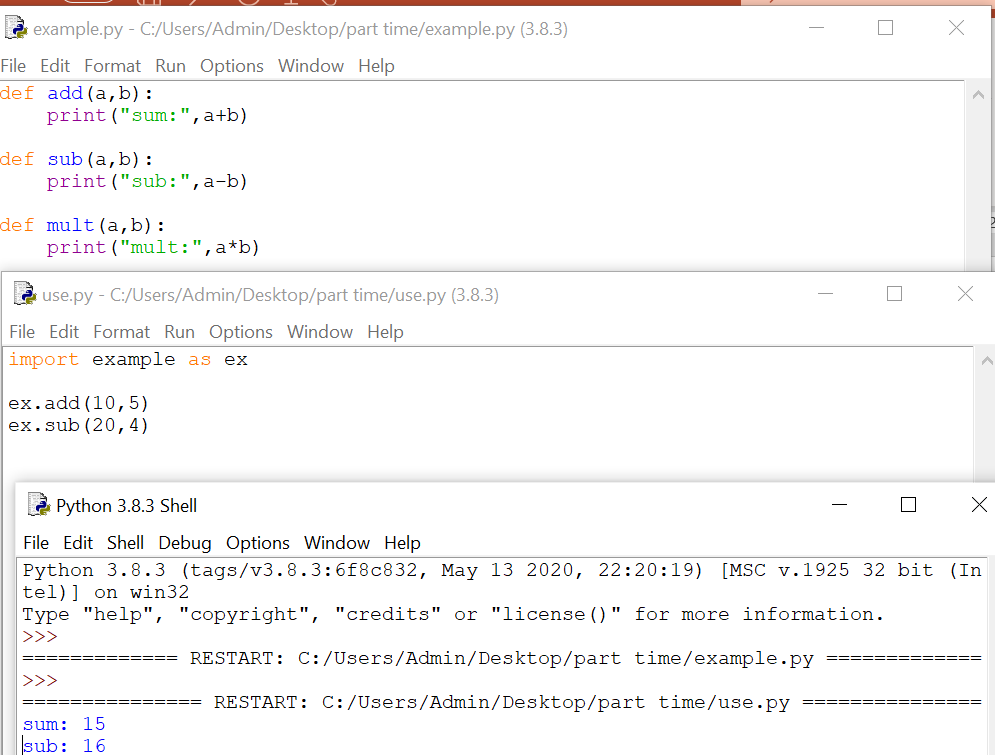 example.py - C:/Users/Admin/Desktop/part time/example.py (3.8.3)
File Edit Format Run Options Window Help
def add(a,b):
    print("sum:",a+b)
def sub(a,b):
    print("sub:",a-b)
def mult(a,b):
    print("mult:",a*b)
use.py - C:/Users/Admin/Desktop/part time/use.py (3.8.3)
File Edit Format Run Options Window Help
import example as ex
ex.add(10,5)
ex.sub(20,4)
Python 3.8.3 Shell
File Edit Shell Debug Options Window Help
Python 3.8.3 (tags/v3.8.3:6f8c832, May 13 2020, 22:20:19) [MSC v.1925 32 bit (In
tel)] on win32
Type "help", "copyright", "credits" or "license()" for more information.
>>>
============= RESTART: C:/Users/Admin/Desktop/part time/example.py =============
>>>
=============== RESTART: C:/Users/Admin/Desktop/part time/use.py ===============
sum: 15
sub: 16